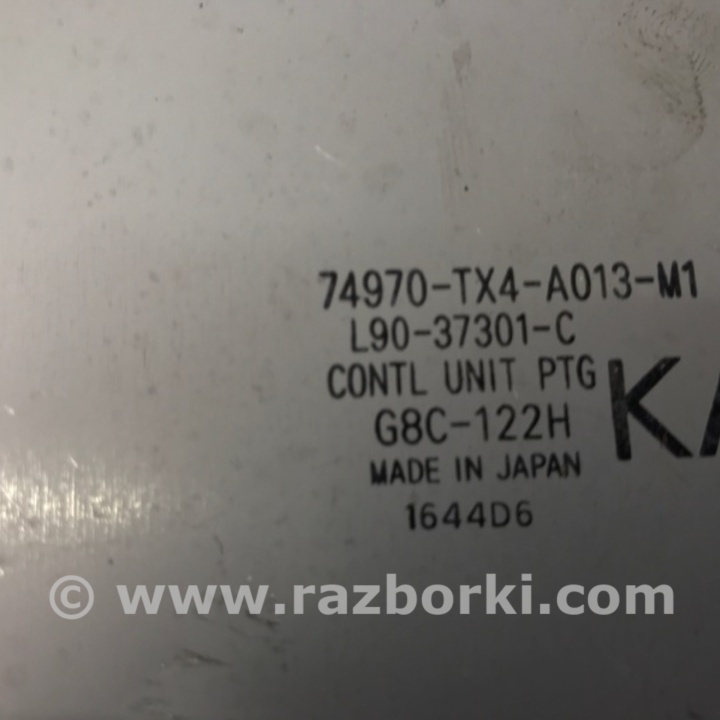 74970-TX4-A013-M1
L90-37301-C
CONTL UNIT PTG
G8C-122H
MADE IN JAPAN
1644D6
© www.razborki.com